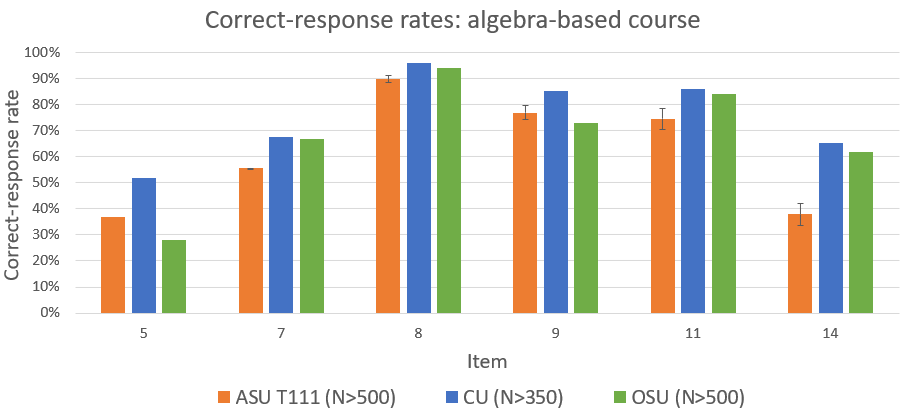 Correct-response rates: algebra-based course
Correct-response rate
100%
90%
80%
70%
60%
50%
40%
30%
20%
10%
0%
5 7 8 9 11 14
Item
ASU T111 (N>500) CU (N>350) OSU (N>500)